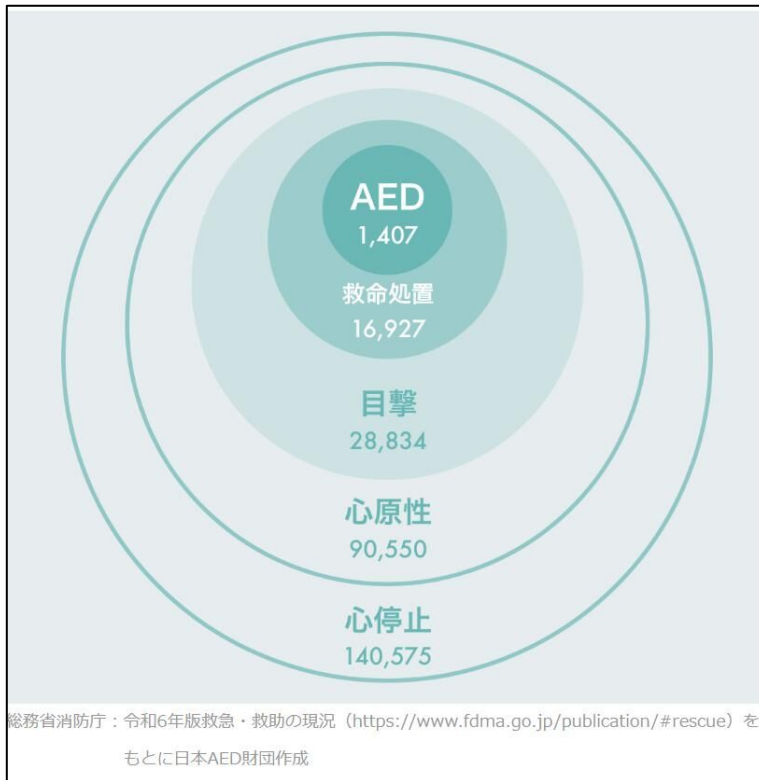 AED
1,407
救命処置
16,927
目撃
28,834
心原性
90,550
心停止
140,575
総務省消防庁：令和6年版救急・救助の現況（https://www.fdma.go.jp/publication/#rescue）を
もとに日本AED財団作成